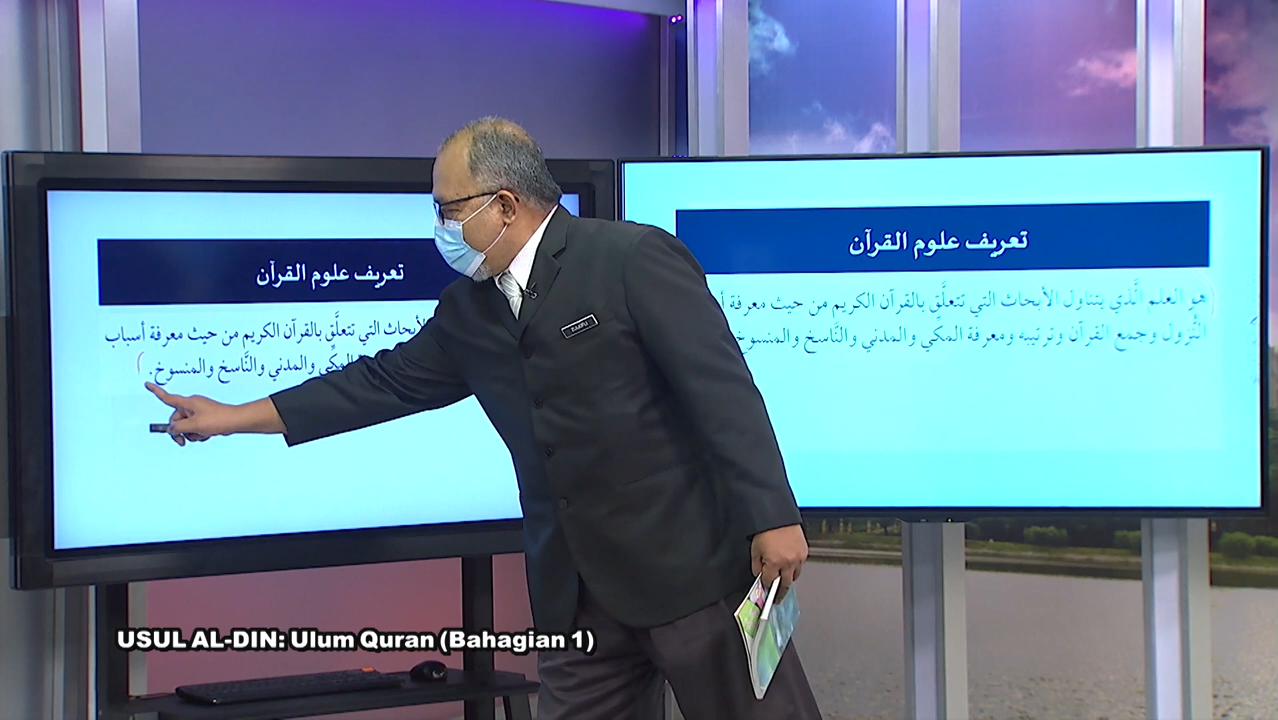 تعريف علوم القرآن
الأبحاث التي تتعلَّق بالقرآن الكريم من حيث معرفة أسباب
المكي والمدني والنَّاسخ والمنسوخ. )
تعريف علوم القرآن
هو العلم الَّذي يتناول الأبحاث التي تتعلَّق بالقرآن الكريم من حيث معرفة
النُّزول وجمع القرآن وترتيبه ومعرفة المكي والمدني والنَّاسخ والمنسوخ
USUL AL-DIN: Ulum Quran (Bahagian 1)